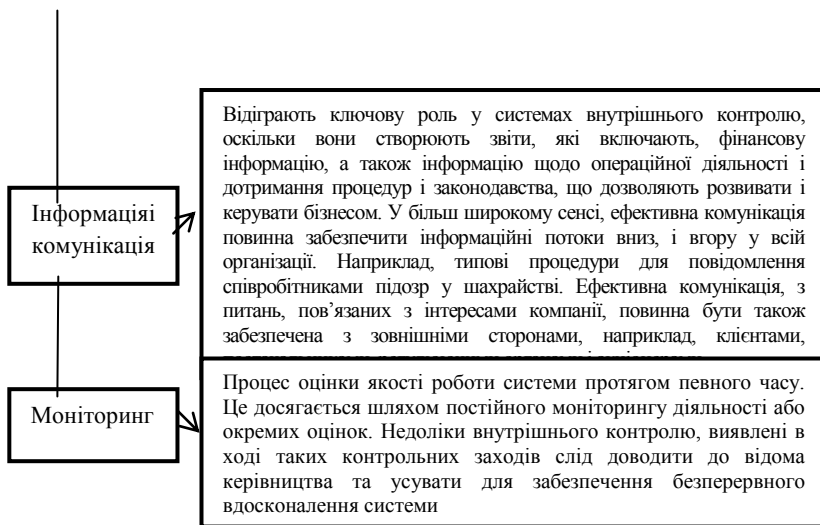 Інформаціяі
комунікація
Відіграють ключову роль у системах внутрішнього контролю,
оскільки вони створюють звіти, які включають, фінансову
інформацію, а також інформацію щодо операційної діяльності і
дотримання процедур і законодавства, що дозволяють розвивати і
керувати бізнесом. У більш широкому сенсі, ефективна комунікація
повинна забезпечити інформаційні потоки вниз, і вгору у всій
організації. Наприклад, типові процедури для повідомлення
співробітниками підозр у шахрайстві. Ефективна комунікація, з
питань, пов’язаних з інтересами компанії, повинна бути також
забезпечена з зовнішніми сторонами, наприклад, клієнтами,
Моніторинг
Процес оцінки якості роботи системи протягом певного часу.
Це досягається шляхом постійного моніторингу діяльності або
окремих оцінок. Недоліки внутрішнього контролю, виявлені в
ході таких контрольних заходів слід доводити до відома
керівництва та усувати для забезпечення безперервного
вдосконалення системи